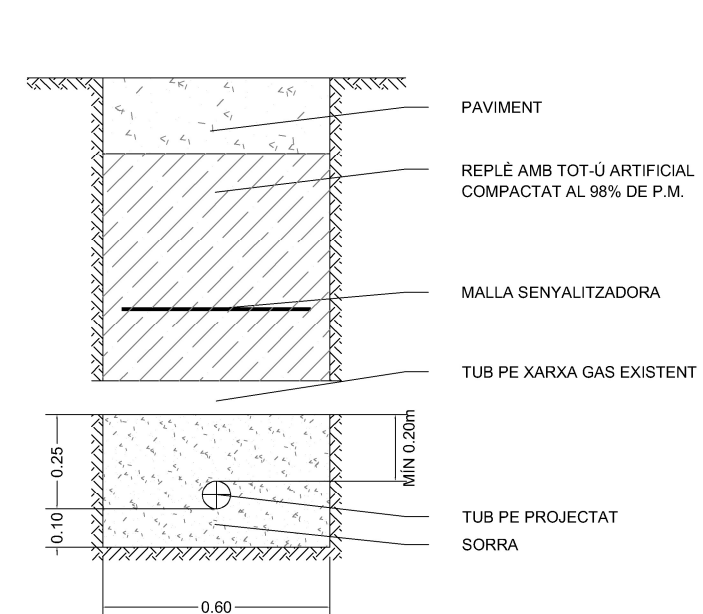 PAVIMENT
REPLÈ AMB TOT-Ú ARTIFICIAL
COMPACTAT AL 98% DE P.M.
MALLA SENYALITZADORA
TUB PE XARXA GAS EXISTENT
0.25
MÍN 0.20m
0.10
TUB PE PROJECTAT
SORRA
0.60